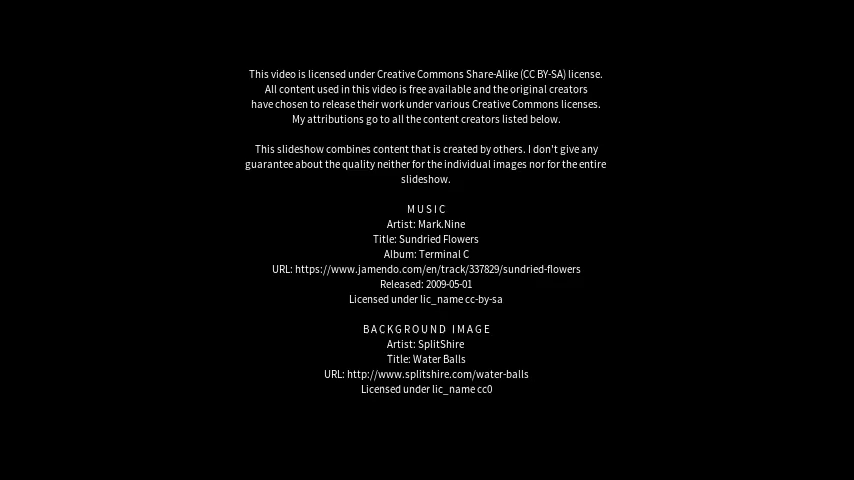 This video is licensed under Creative Commons Share-Alike (CC BY-SA) license.
All content used in this video is free available and the original creators
have chosen to release their work under various Creative Commons licenses.
My attributions go to all the content creators listed below.
This slideshow combines content that is created by others. I don't give any
guarantee about the quality neither for the individual images nor for the entire
slideshow.
MUSIC
Artist: Mark.Nine
Title: Sundried Flowers
Album: Terminal C
URL: https://www.jamendo.com/en/track/337829/sundried-flowers
Released: 2009-05-01
Licensed under lic_name cc-by-sa
BACKGROUND IMAGE
Artist: SplitShire
Title: Water Balls
URL: http://www.splitshire.com/water-balls
Licensed under lic_name cc0